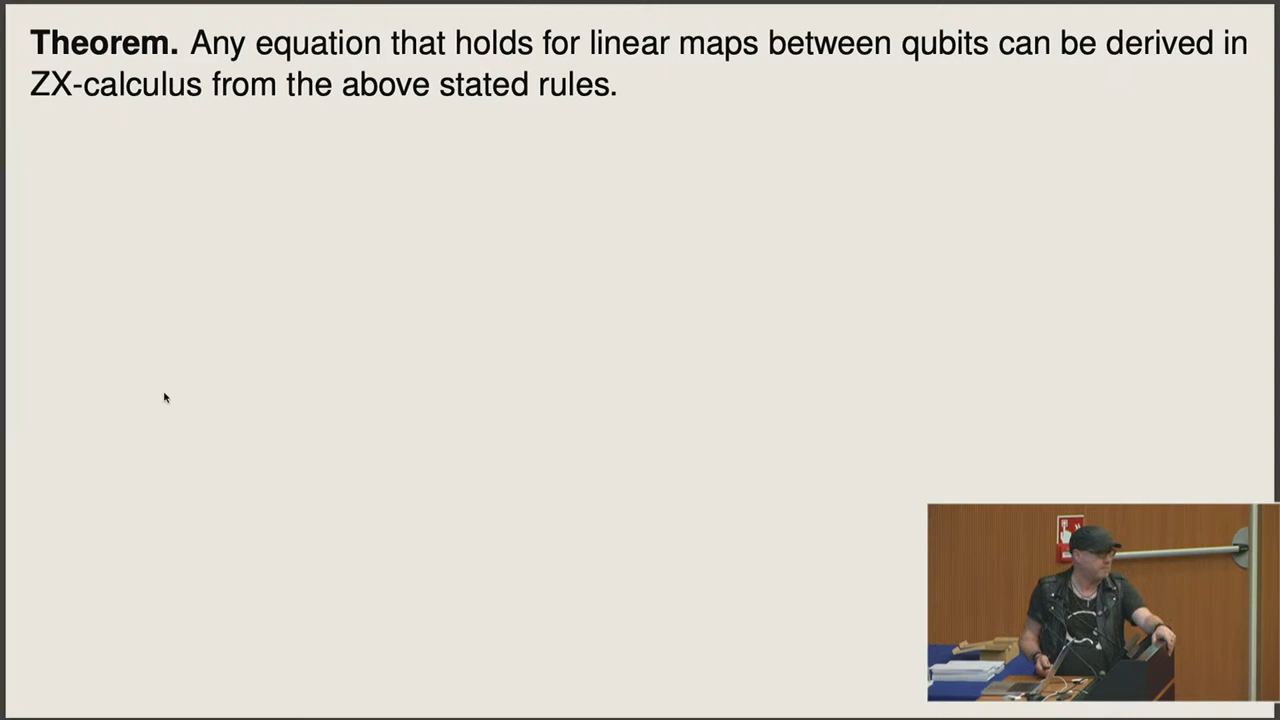 Theorem. Any equation that holds for linear maps between qubits can be derived in
ZX-calculus from the above stated rules.